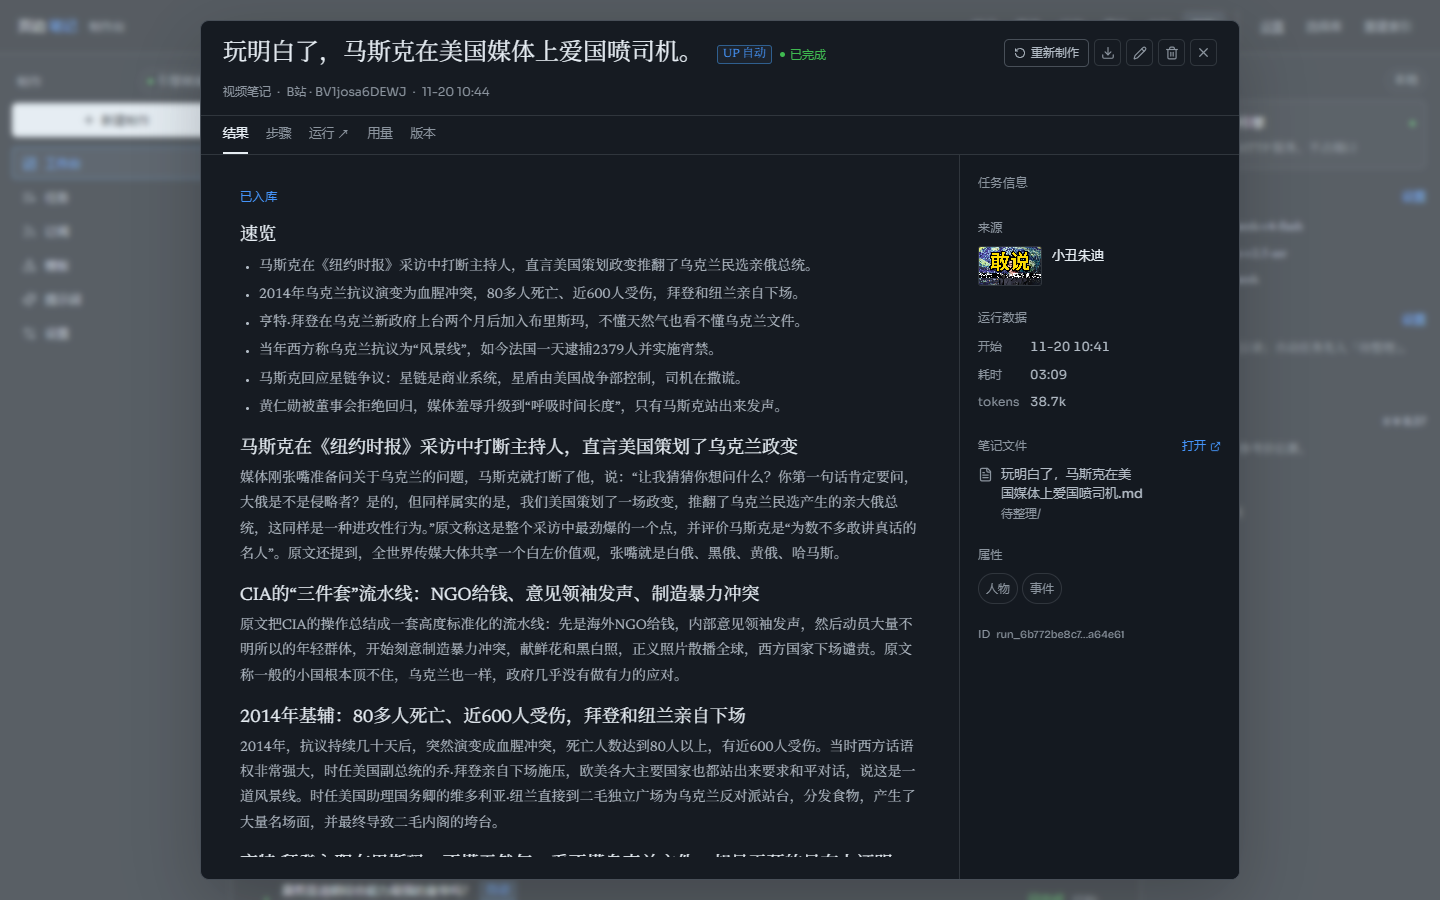 玩明白了，马斯克在美国媒体上爱国喷司机。 UP 自动 已完成 重新制作
视频笔记 · B站 · BV1josa6DEWJ · 11-20 10:44
结果 步骤 运行 ↗ 用量 版本
已入库
速览
马斯克在《纽约时报》采访中打断主持人，直言美国策划政变推翻了乌克兰民选亲俄总统。
2014年乌克兰抗议演变为血腥冲突，80多人死亡、近600人受伤，拜登和纽兰亲自下场。
亨特·拜登在乌克兰新政府上台两个月后加入布里斯玛，不懂天然气也看不懂乌克兰文件。
当年西方称乌克兰抗议为“风景线”，如今法国一天逮捕2379人并实施宵禁。
马斯克回应星链争议：星链是商业系统，星盾由美国战争部控制，司机在撒谎。
黄仁勋被董事会拒绝回归，媒体羞辱升级到“呼吸时间长度”，只有马斯克站出来发声。
马斯克在《纽约时报》采访中打断主持人，直言美国策划了乌克兰政变
媒体刚张嘴准备问关于乌克兰的问题，马斯克就打断了他，说：“让我猜猜你想问什么？你第一句话肯定要问，
大俄是不是侵略者？是的，但同样属实的是，我们美国策划了一场政变，推翻了乌克兰民选产生的亲大俄总
统，这同样是一种进攻性行为。”原文称这是整个采访中最劲爆的一个点，并评价马斯克是“为数不多敢讲真话的
名人”。原文还提到，全世界传媒大体共享一个白左价值观，张嘴就是白俄、黑俄、黄俄、哈马斯。
CIA的“三件套”流水线：NGO给钱、意见领袖发声、制造暴力冲突
原文把CIA的操作总结成一套高度标准化的流水线：先是海外NGO给钱，内部意见领袖发声，然后动员大量不
明所以的年轻群体，开始刻意制造暴力冲突，献鲜花和黑白照，正义照片散播全球，西方国家下场谴责。原文
称一般的小国根本顶不住，乌克兰也一样，政府几乎没有做有力的应对。
2014年基辅：80多人死亡、近600人受伤，拜登和纽兰亲自下场
2014年，抗议持续几十天后，突然演变成血腥冲突，死亡人数达到80人以上，有近600人受伤。当时西方话语
权非常强大，时任美国副总统的乔·拜登亲自下场施压，欧美各大主要国家也都站出来要求和平对话，说这是一
道风景线。时任美国助理国务卿的维多利亚·纽兰直接到二毛独立广场为乌克兰反对派站台，分发食物，产生了
大量名场面，并最终导致二毛内阁的垮台。
任务信息
来源
敢说
小丑朱迪
运行数据
开始 11-20 10:41
耗时 03:09
tokens 38.7k
笔记文件 打开
玩明白了，马斯克在美
国媒体上爱国喷司机.md
待整理/
属性
人物 事件
ID run_6b772be8c7...a64e61